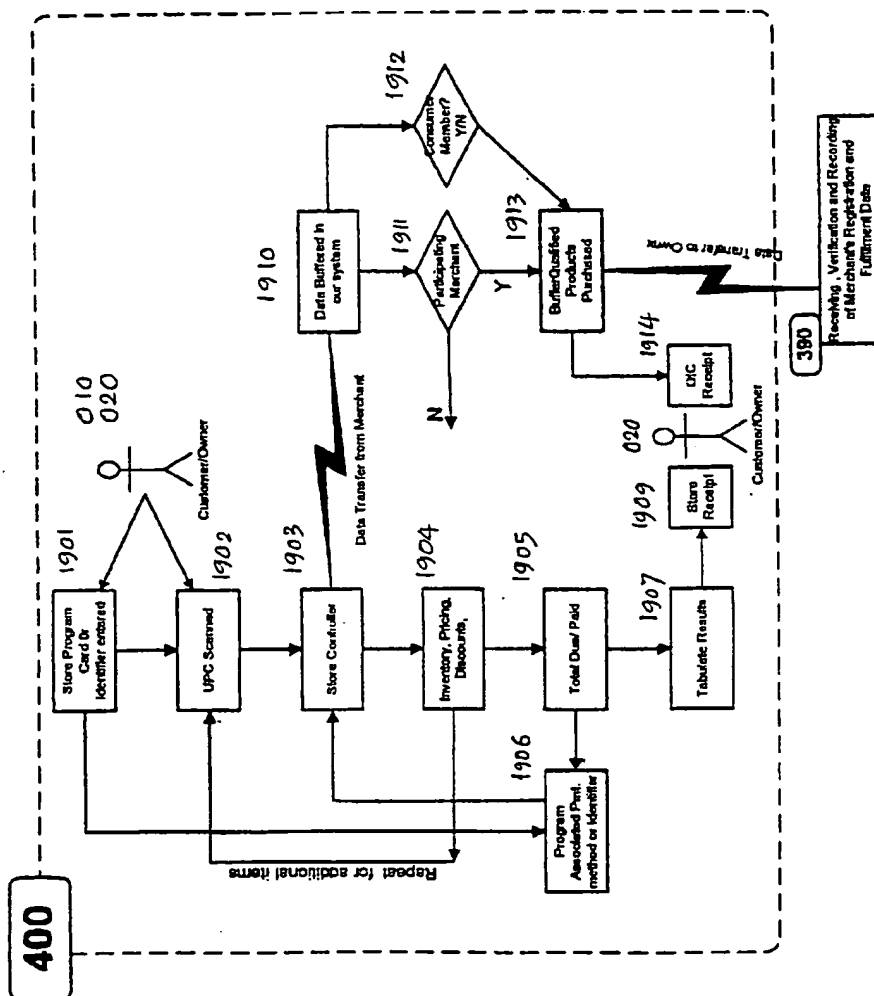 400
010
020
Customer/Owner
1901
Store Program
Card Or
Identifier entered
1902
UPC Scanned
1903
Store Controller
Data Transfer from Merchant
1904
Inventory, Pricing,
Discounts,
1905
Total Due/ Paid
1906
Program
Associated Pmt.
method or Identifier
Repeat for additional items
1907
Tabulate Results
1909
Store
Receipt
020
Customer/Owner
1910
Data Buffered in
our system
1911
Participating
Merchant
N
Y
1912
Consumer
Member?
Y/N
1913
Buffer Qualified
Products
Purchased
1914
Receipt
Data Transfer to
390
Receiving , Verification and Recording
of Merchant's Registration and
Fulfillment Data